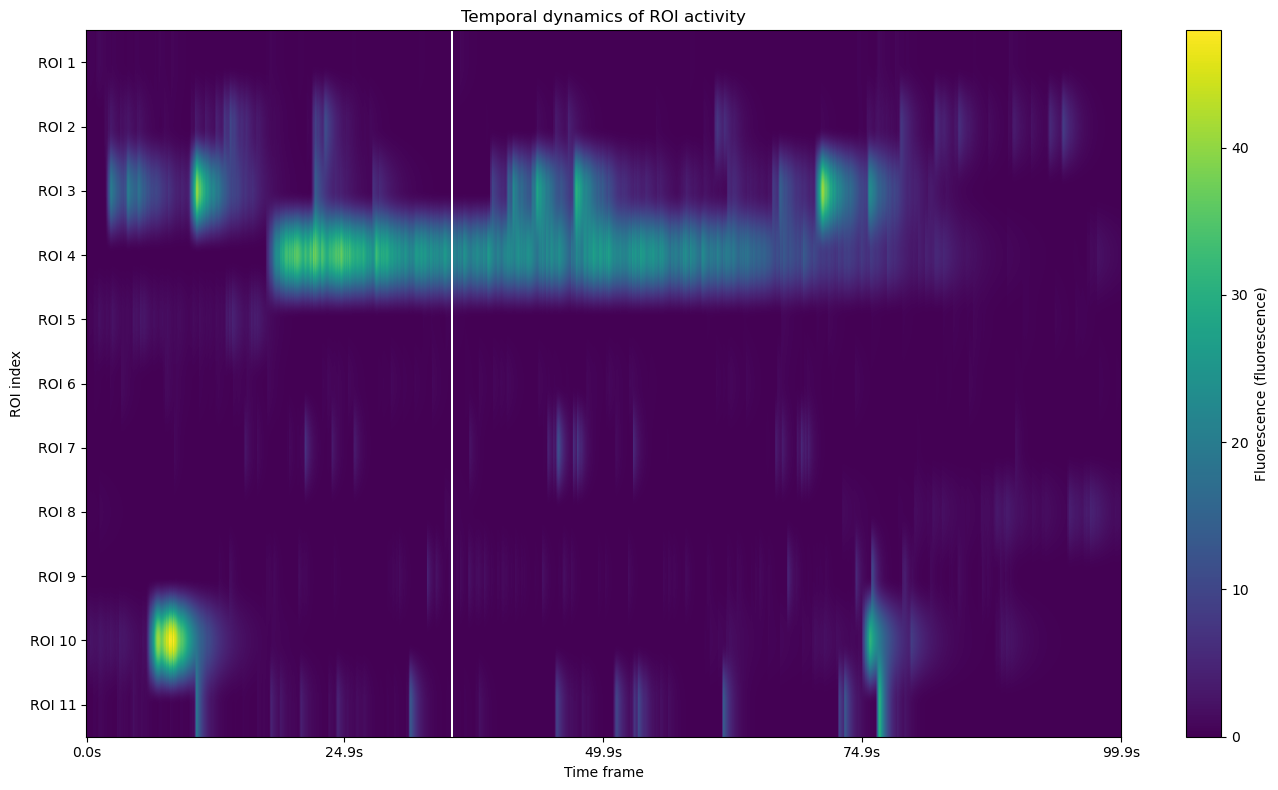 Temporal dynamics of ROI activity
ROI 1
ROI 2
ROI 3
ROI 4
ROI 5
ROI 6
ROI 7
ROI 8
ROI 9
ROI 10
ROI 11
ROI index
0.0s 24.9s 49.9s 74.9s 99.9s
Time frame
40
30
20
10
0
Fluorescence (fluorescence)